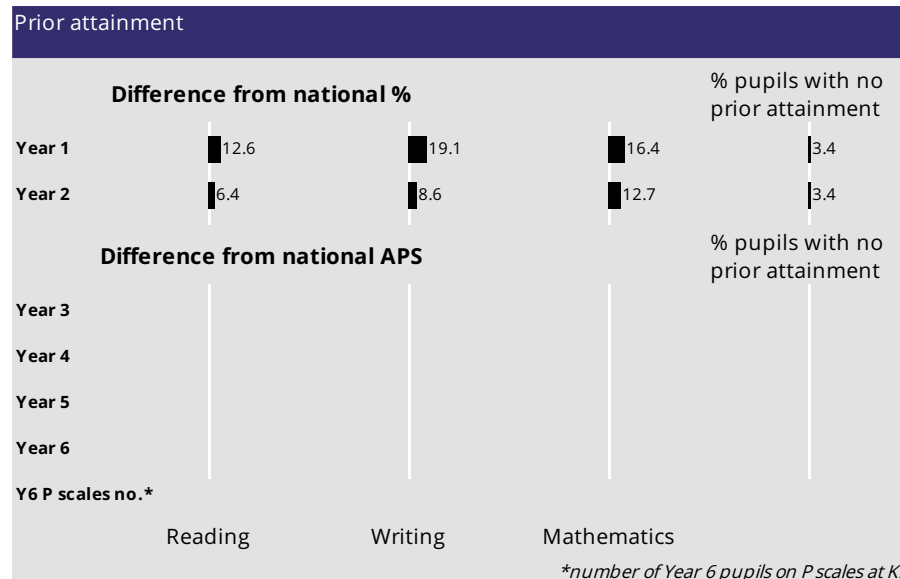 Prior attainment
Difference from national %
% pupils with no
prior attainment
Year 1 12.6 19.1 16.4 3.4
Year 2 6.4 8.6 12.7 3.4
Difference from national APS
% pupils with no
prior attainment
Year 3
Year 4
Year 5
Year 6
Y6 P scales no.*
Reading Writing Mathematics
*number of Year 6 pupils on P scales at